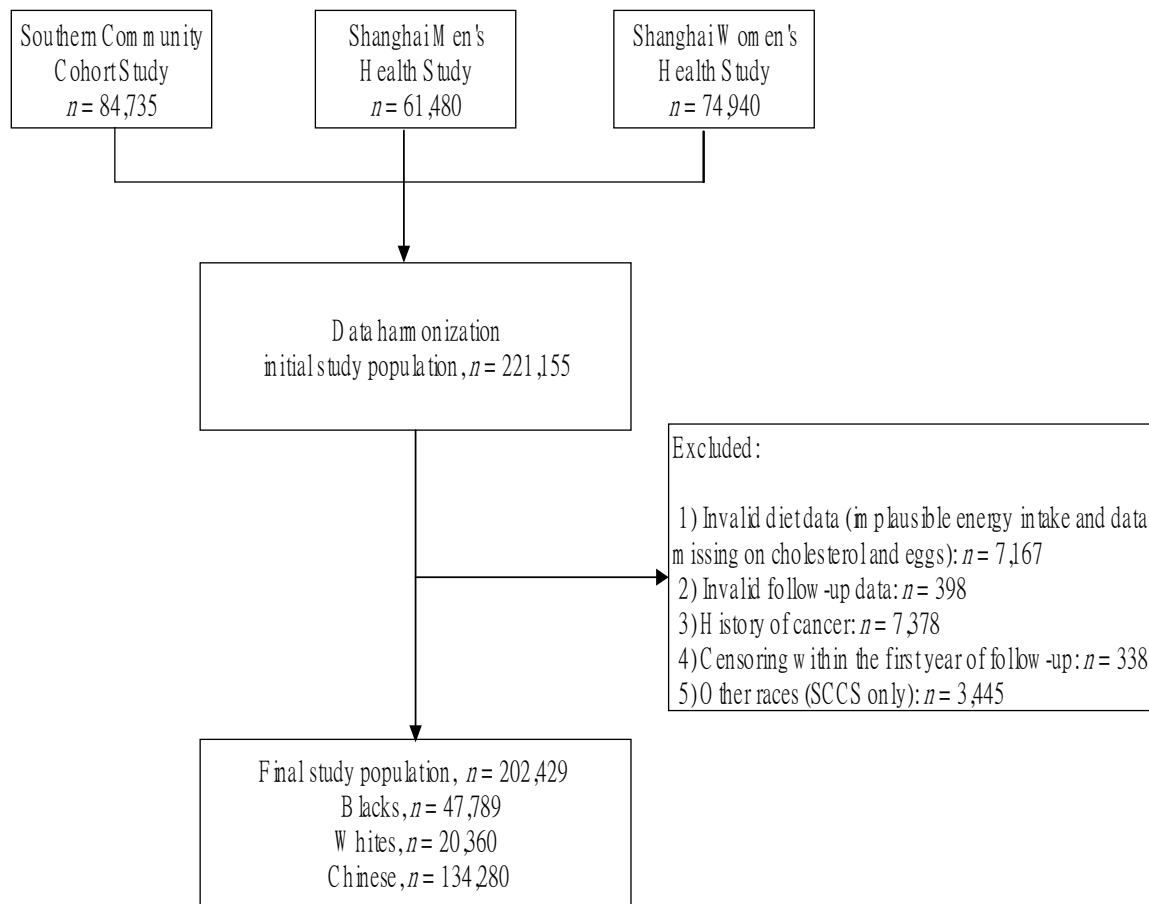 Southern Community
Cohort Study
n = 84,735
Shanghai Men's
Health Study
n = 61,480
Shanghai Women's
Health Study
n = 74,940
Data harmonization
initial study population, n = 221,155
Excluded:
1) Invalid diet data (implausible energy intake and data
missing on cholesterol and eggs): n = 7,167
2) Invalid follow-up data: n = 398
3) History of cancer: n = 7,378
4) Censoring within the first year of follow-up: n = 338
5) Other races (SCCS only): n = 3,445
Final study population, n = 202,429
Blacks, n = 47,789
Whites, n = 20,360
Chinese, n = 134,280